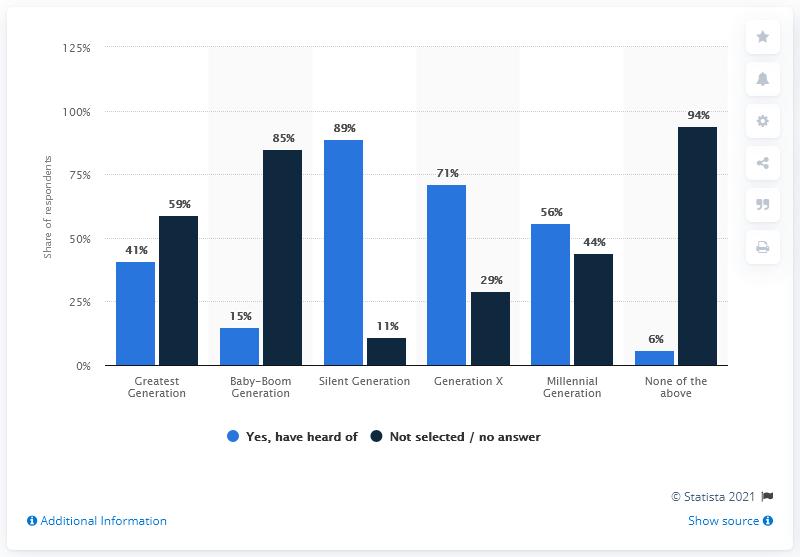 125%
100%
75%
50%
25%
0%
Share of respondents
41%
59%
15%
85%
89%
11%
71%
29%
56%
44%
6%
94%
Greatest
Generation
Baby-Boom
Generation
Silent Generation
Generation X
Millennial
Generation
None of the
above
Yes, have heard of
Not selected / no answer
© Statista 2021
Additional Information
Show source